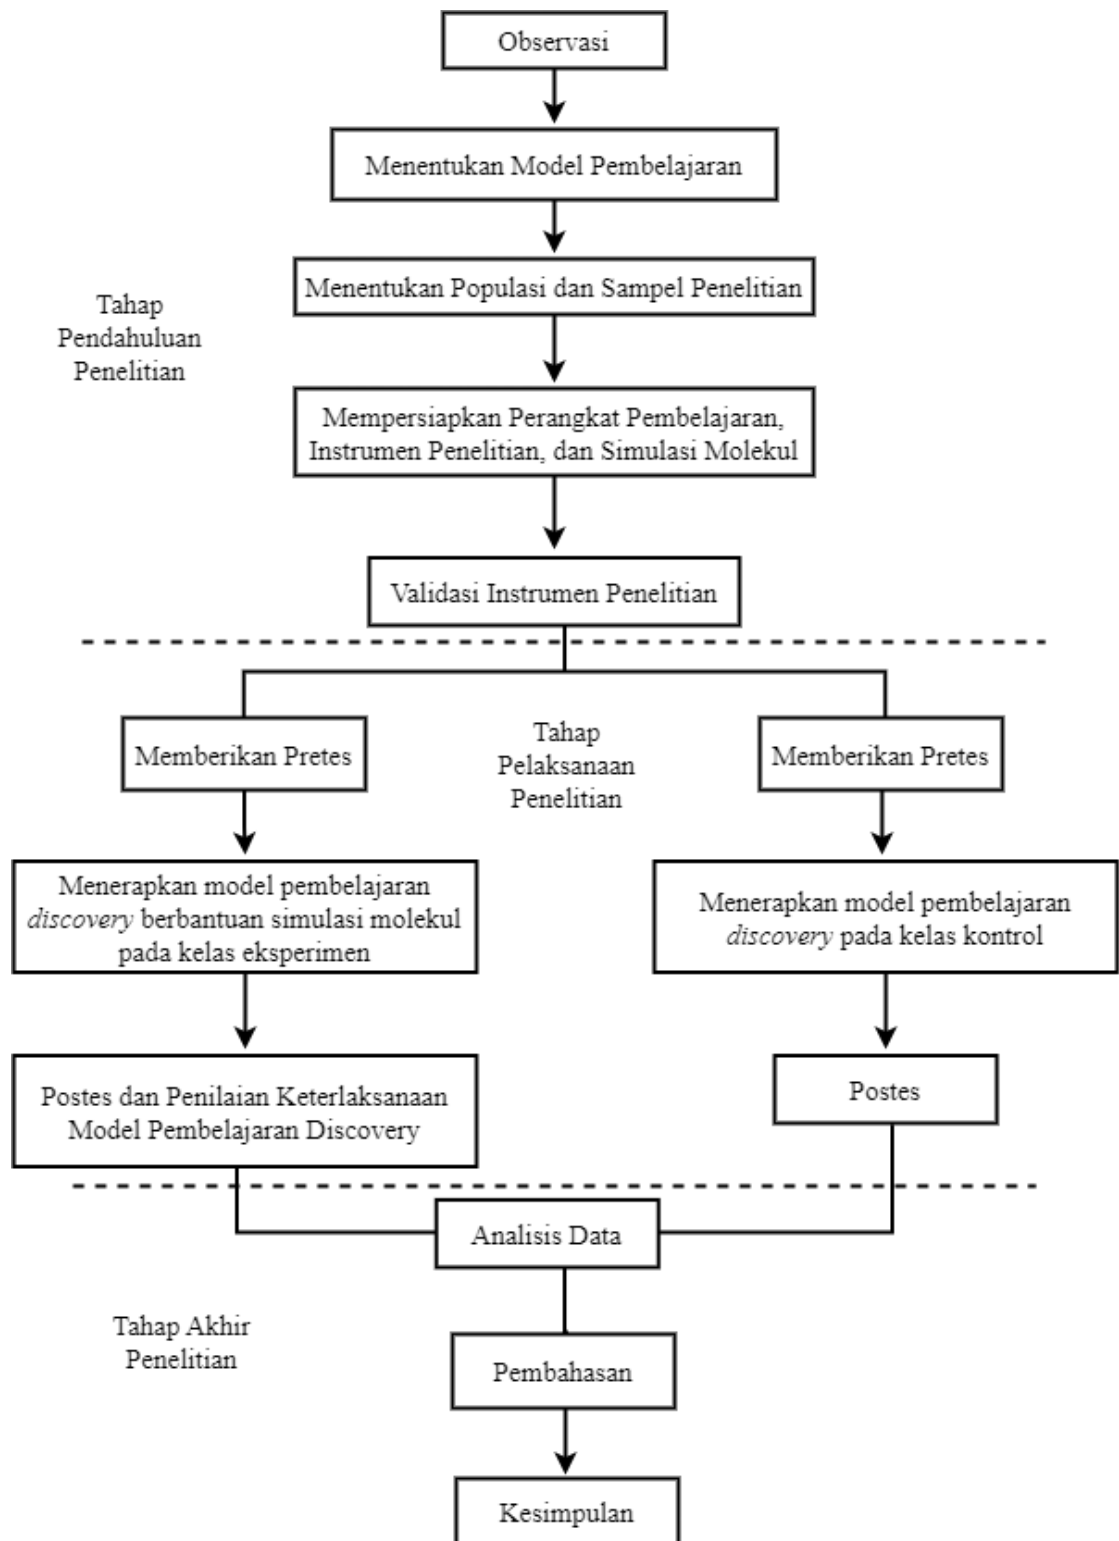 Observasi
Menentukan Model Pembelajaran
Menentukan Populasi dan Sampel Penelitian
Tahap
Pendahuluan
Penelitian
Mempersiapkan Perangkat Pembelajaran,
Instrumen Penelitian, dan Simulasi Molekul
Validasi Instrumen Penelitian
Memberikan Pretes
Tahap
Pelaksanaan
Penelitian
Memberikan Pretes
Menerapkan model pembelajaran
discovery berbantuan simulasi molekul
pada kelas eksperimen
Menerapkan model pembelajaran
discovery pada kelas kontrol
Postes dan Penilaian Keterlaksanaan
Model Pembelajaran Discovery
Postes
Analisis Data
Tahap Akhir
Penelitian
Pembahasan
Kesimpulan